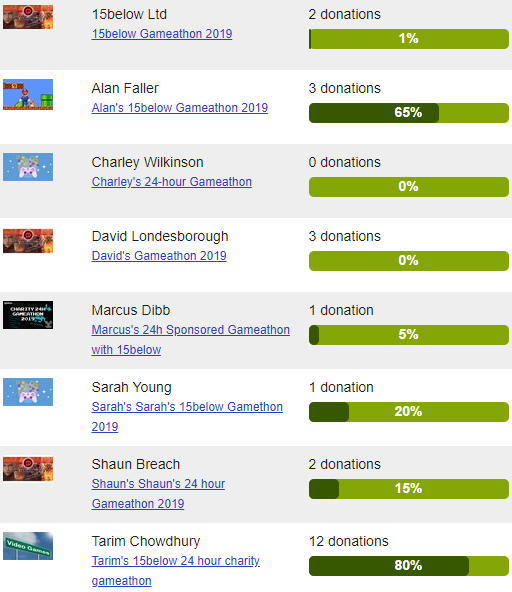 15below Ltd
2 donations
15below Gameathon 2019
1%
Alan Faller
3 donations
Alan's 15below Gameathon 2019
65%
Charley Wilkinson
0 donations
Charley's 24-hour Gameathon
0%
David Londesborough
3 donations
David's Gameathon 2019
0%
CHARITY 24H
GAMEATHON
2019
Marcus Dibb
1 donation
Marcus's 24h Sponsored Gameathon
with 15below
5%
Sarah Young
1 donation
Sarah's Sarah's 15below Gamethon
2019
20%
Shaun Breach
2 donations
Shaun's Shaun's 24 hour
Gameathon 2019
15%
Video Games
Tarim Chowdhury
12 donations
Tarim's 15below 24 hour charity
gameathon
80%